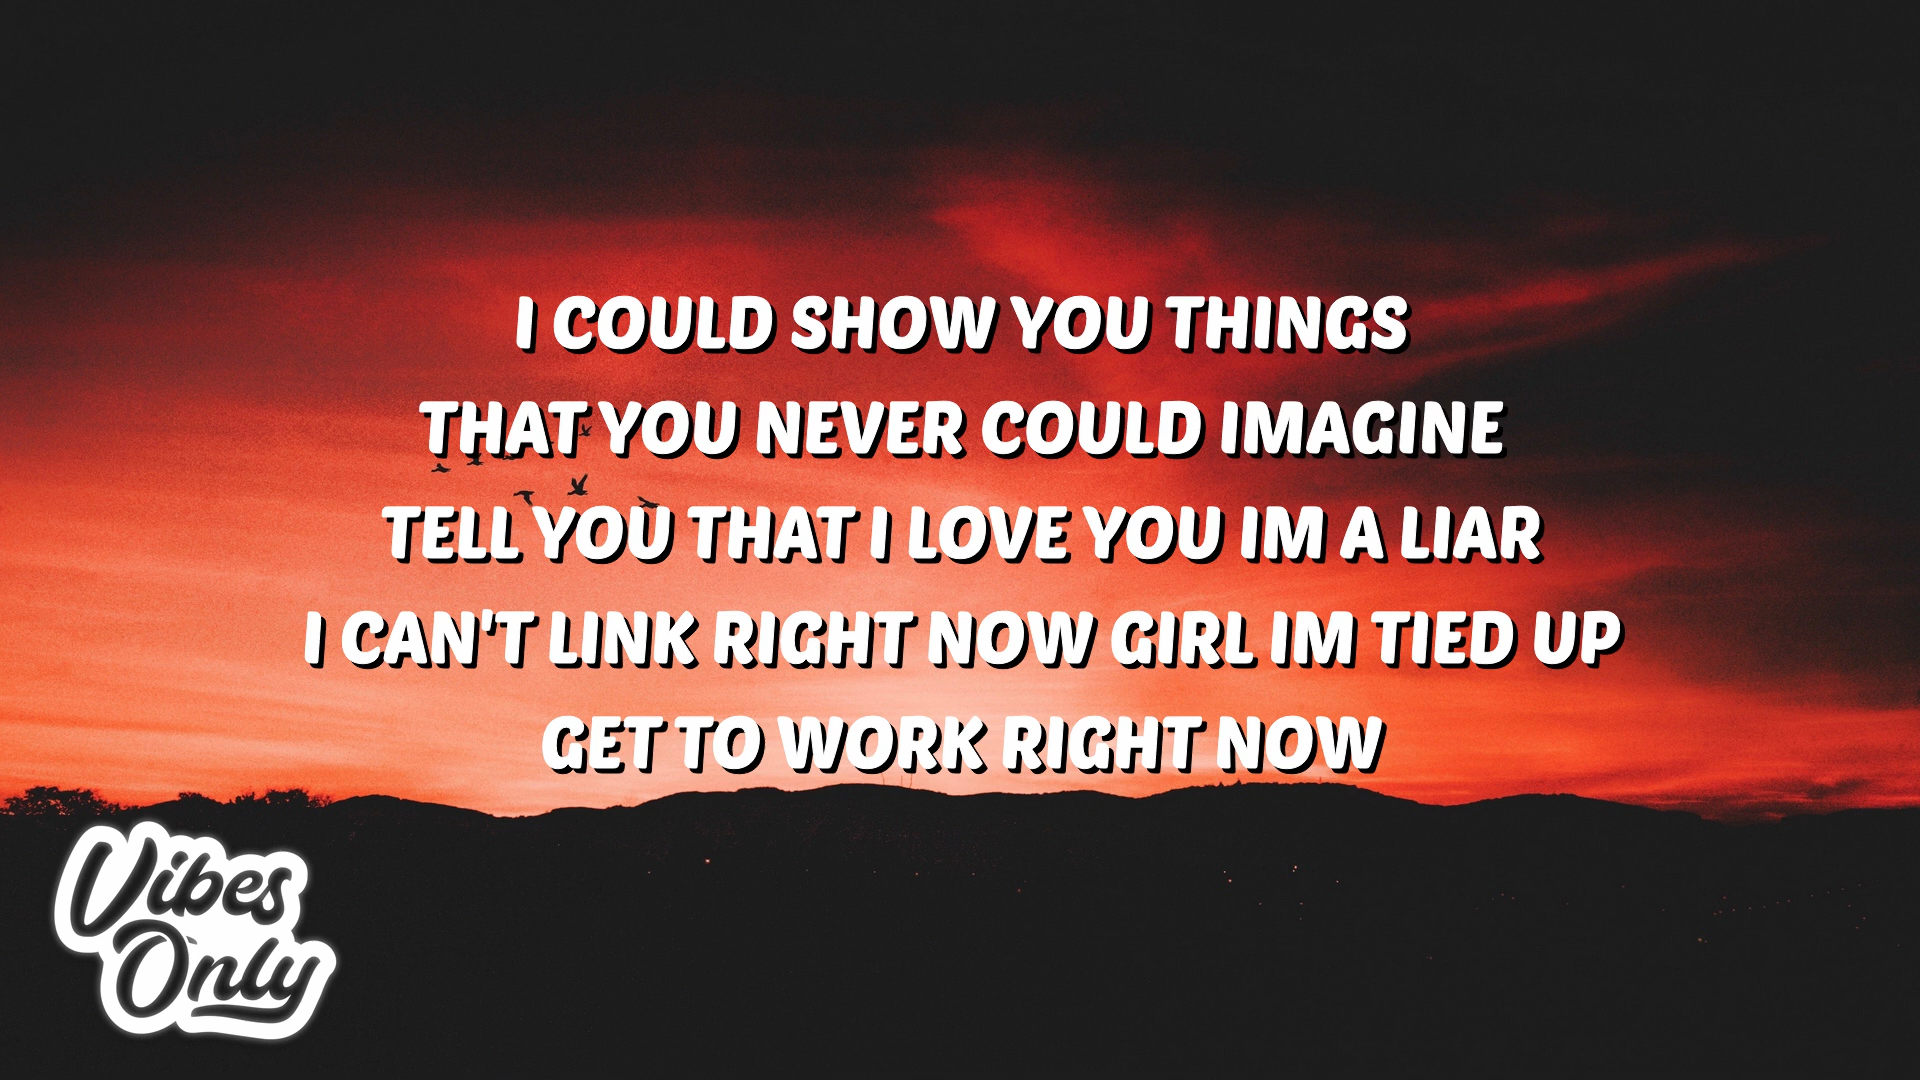 I COULD SHOW YOU THINGS
THAT YOU NEVER COULD IMAGINE
TELL YOU THAT I LOVE YOU IM A LIAR
I CAN'T LINK RIGHT NOW GIRL IM TIED UP
GET TO WORK RIGHT NOW
Vibes
Only